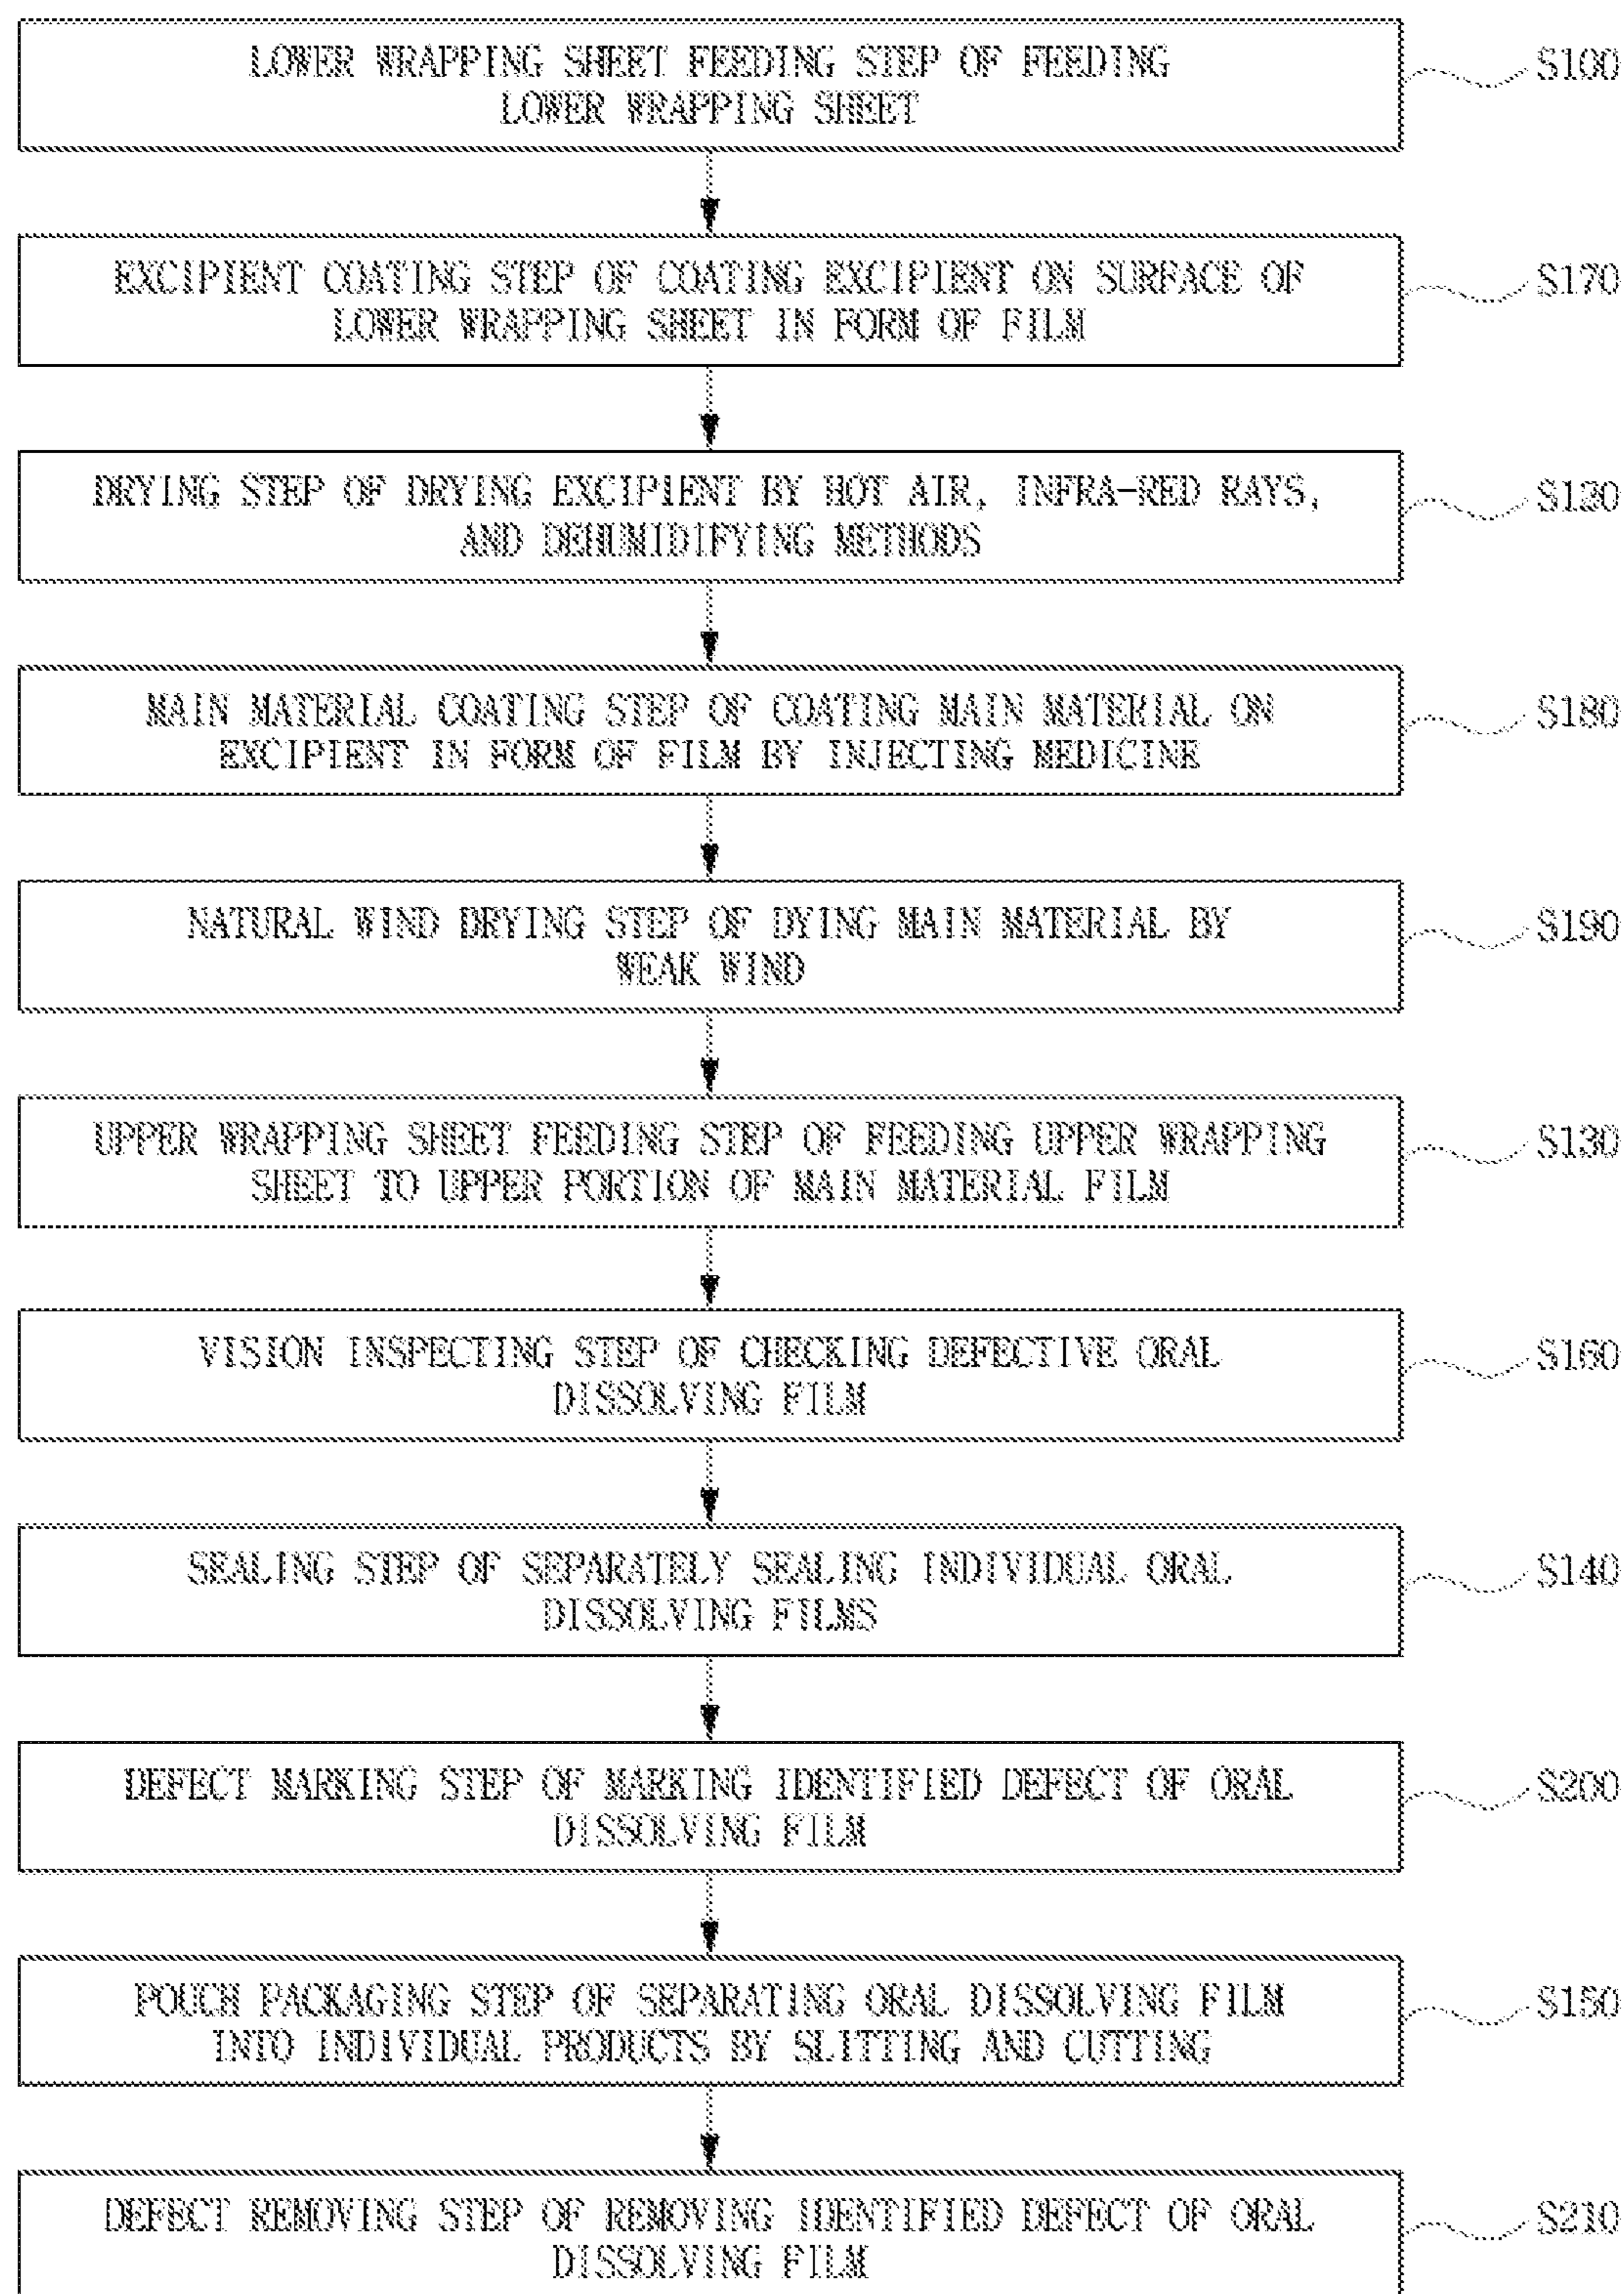 LOWER WRAPPING SHEET FEEDING STEP OF FEEDING
LOWER WRAPPING SHEET
S100
EXCIPIENT COATING STEP OF COATING EXCIPIENT ON SURFACE OF
LOWER WRAPPING SHEET IN FORM OF FILM
S170
DRYING STEP OF DRYING EXCIPIENT BY HOT AIR, INFRA-RED RAYS,
AND DEHUMIDIFYING METHODS
S120
MAIN MATERIAL COATING STEP OF COATING MAIN MATERIAL ON
EXCIPIENT IN FORM OF FILM BY INJECTING MEDICINE
S180
NATURAL WIND DRYING STEP OF DYING MAIN MATERIAL BY
WEAK WIND
S190
UPPER WRAPPING SHEET FEEDING STEP OF FEEDING UPPER WRAPPING
SHEET TO UPPER PORTION OF MAIN MATERIAL FILM
S130
VISION INSPECTING STEP OF CHECKING DEFECTIVE ORAL
DISSOLVING FILM
S160
SEALING STEP OF SEPARATELY SEALING INDIVIDUAL ORAL
DISSOLVING FILMS
S140
DEFECT MARKING STEP OF MARKING IDENTIFIED DEFECT OF ORAL
DISSOLVING FILM
S200
POUCH PACKAGING STEP OF SEPARATING ORAL DISSOLVING FILM
INTO INDIVIDUAL PRODUCTS BY SLITTING AND CUTTING
S150
DEFECT REMOVING STEP OF REMOVING IDENTIFIED DEFECT OF ORAL
DISSOLVING FILM
S210